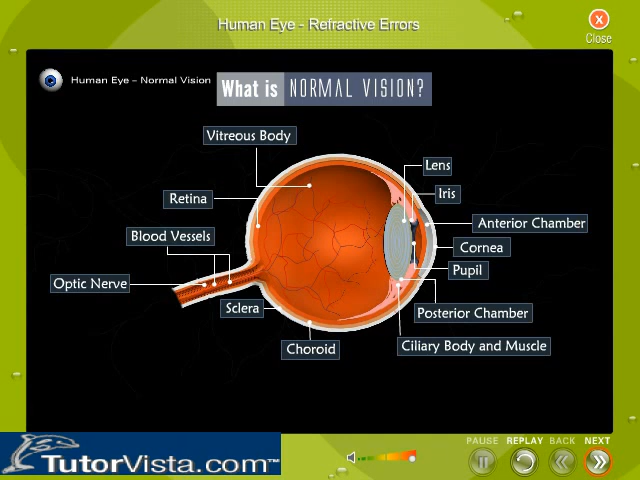 Human Eye - Refractive Errors
Close
Human Eye – Normal Vision
What is NORMAL VISION?
Vitreous Body
Lens
Iris
Retina
Anterior Chamber
Blood Vessels
Cornea
Pupil
Optic Nerve
Sclera
Posterior Chamber
Choroid
Ciliary Body and Muscle
TutorVista.com™
PAUSE REPLAY BACK NEXT